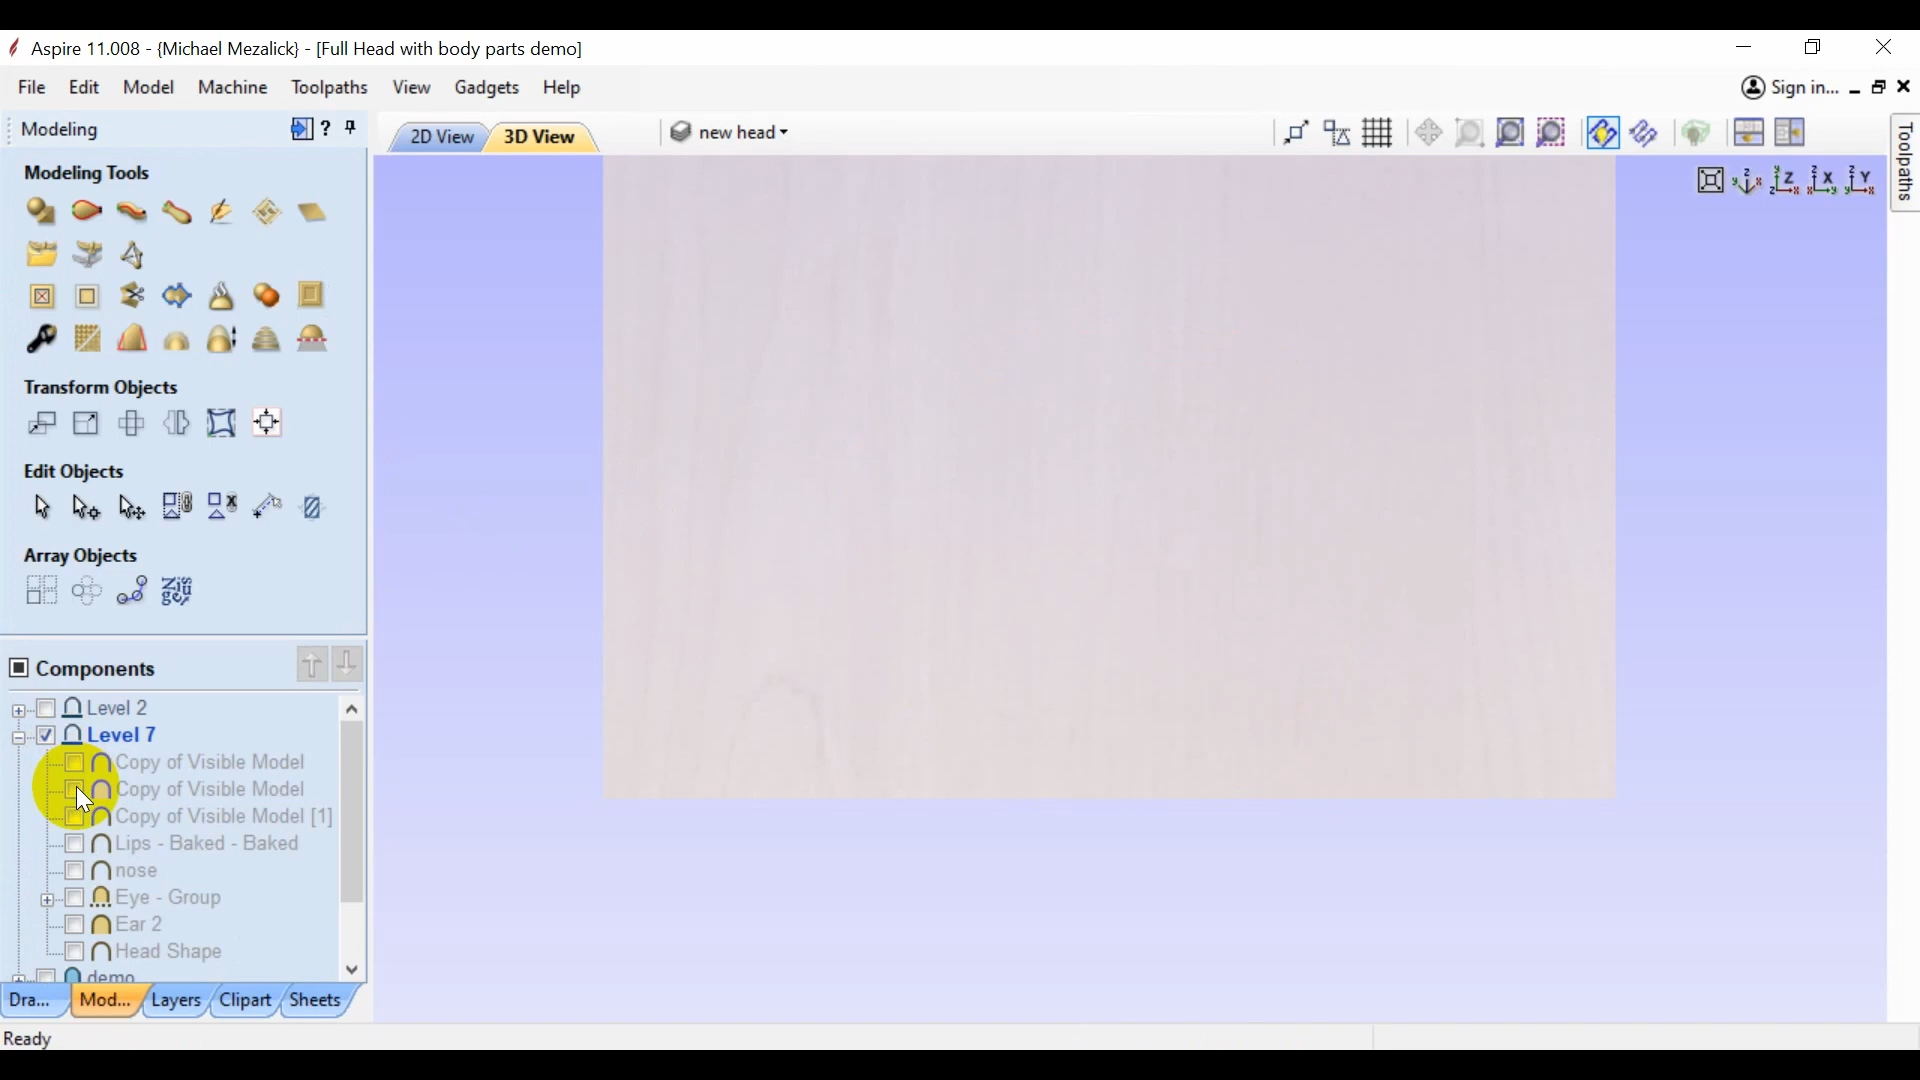 Aspire 11.008 - {Michael Mezalick} - [Full Head with body parts demo]
File Edit Model Machine Toolpaths View Gadgets Help
Sign in...
Modeling
2D View 3D View
new head
Toolpaths
Modeling Tools
Transform Objects
Edit Objects
Array Objects
Components
Level 2
Level 7
Copy of Visible Model
Copy of Visible Model
Copy of Visible Model [1]
Lips - Baked - Baked
nose
Eye - Group
Ear 2
Head Shape
demo
Dra... Mod... Layers Clipart Sheets
Ready